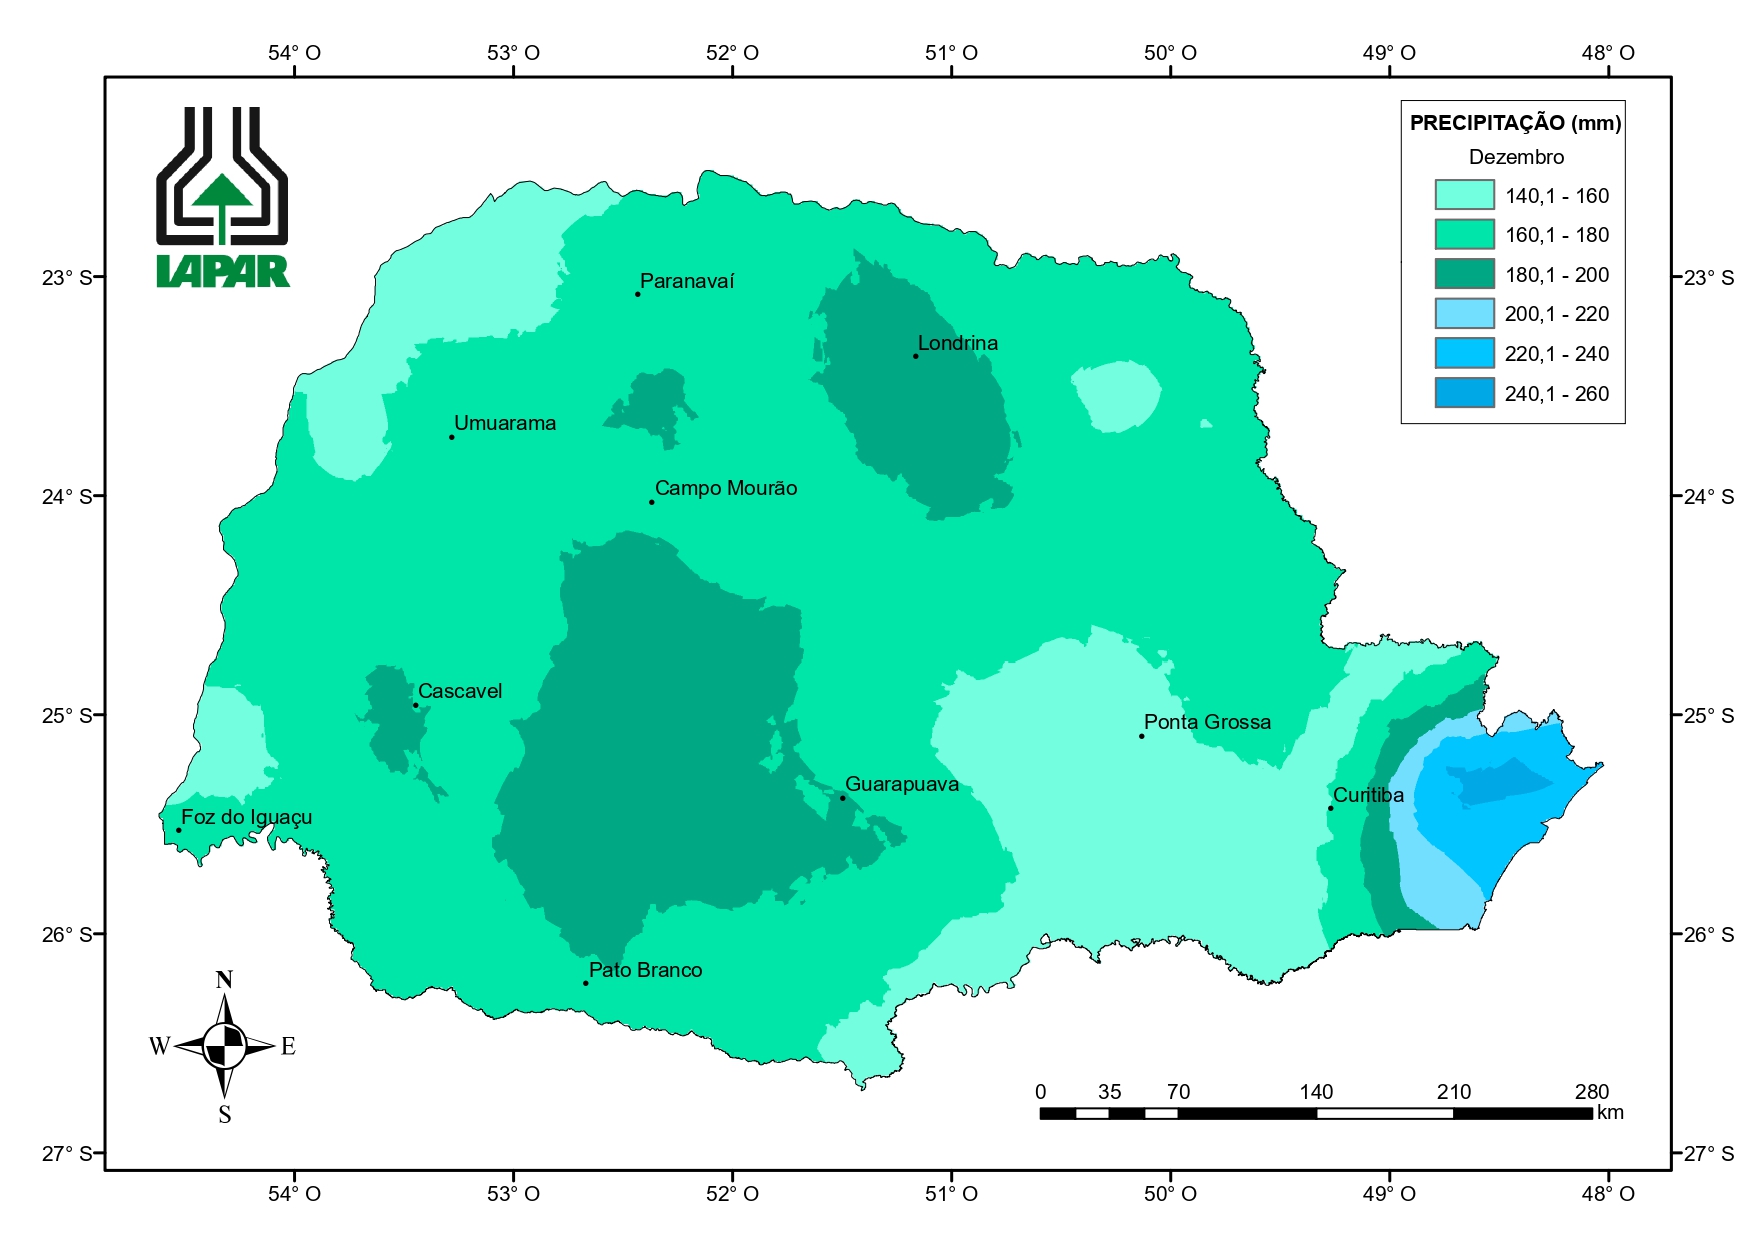 54° O 53° O 52° O 51° O 50° O 49° O 48° O
IAPAR
PRECIPITAÇÃO (mm)
Dezembro
140,1 - 160
160,1 - 180
180,1 - 200
200,1 - 220
220,1 - 240
240,1 - 260
23° S 23° S
Paranavaí
Londrina
Umuarama
Campo Mourão
24° S 24° S
Cascavel
25° S 25° S
Ponta Grossa
Guarapuava
Curitiba
Foz do Iguaçu
26° S 26° S
Pato Branco
N
W E
S
0 35 70 140 210 280
km
27° S 27° S
54° O 53° O 52° O 51° O 50° O 49° O 48° O